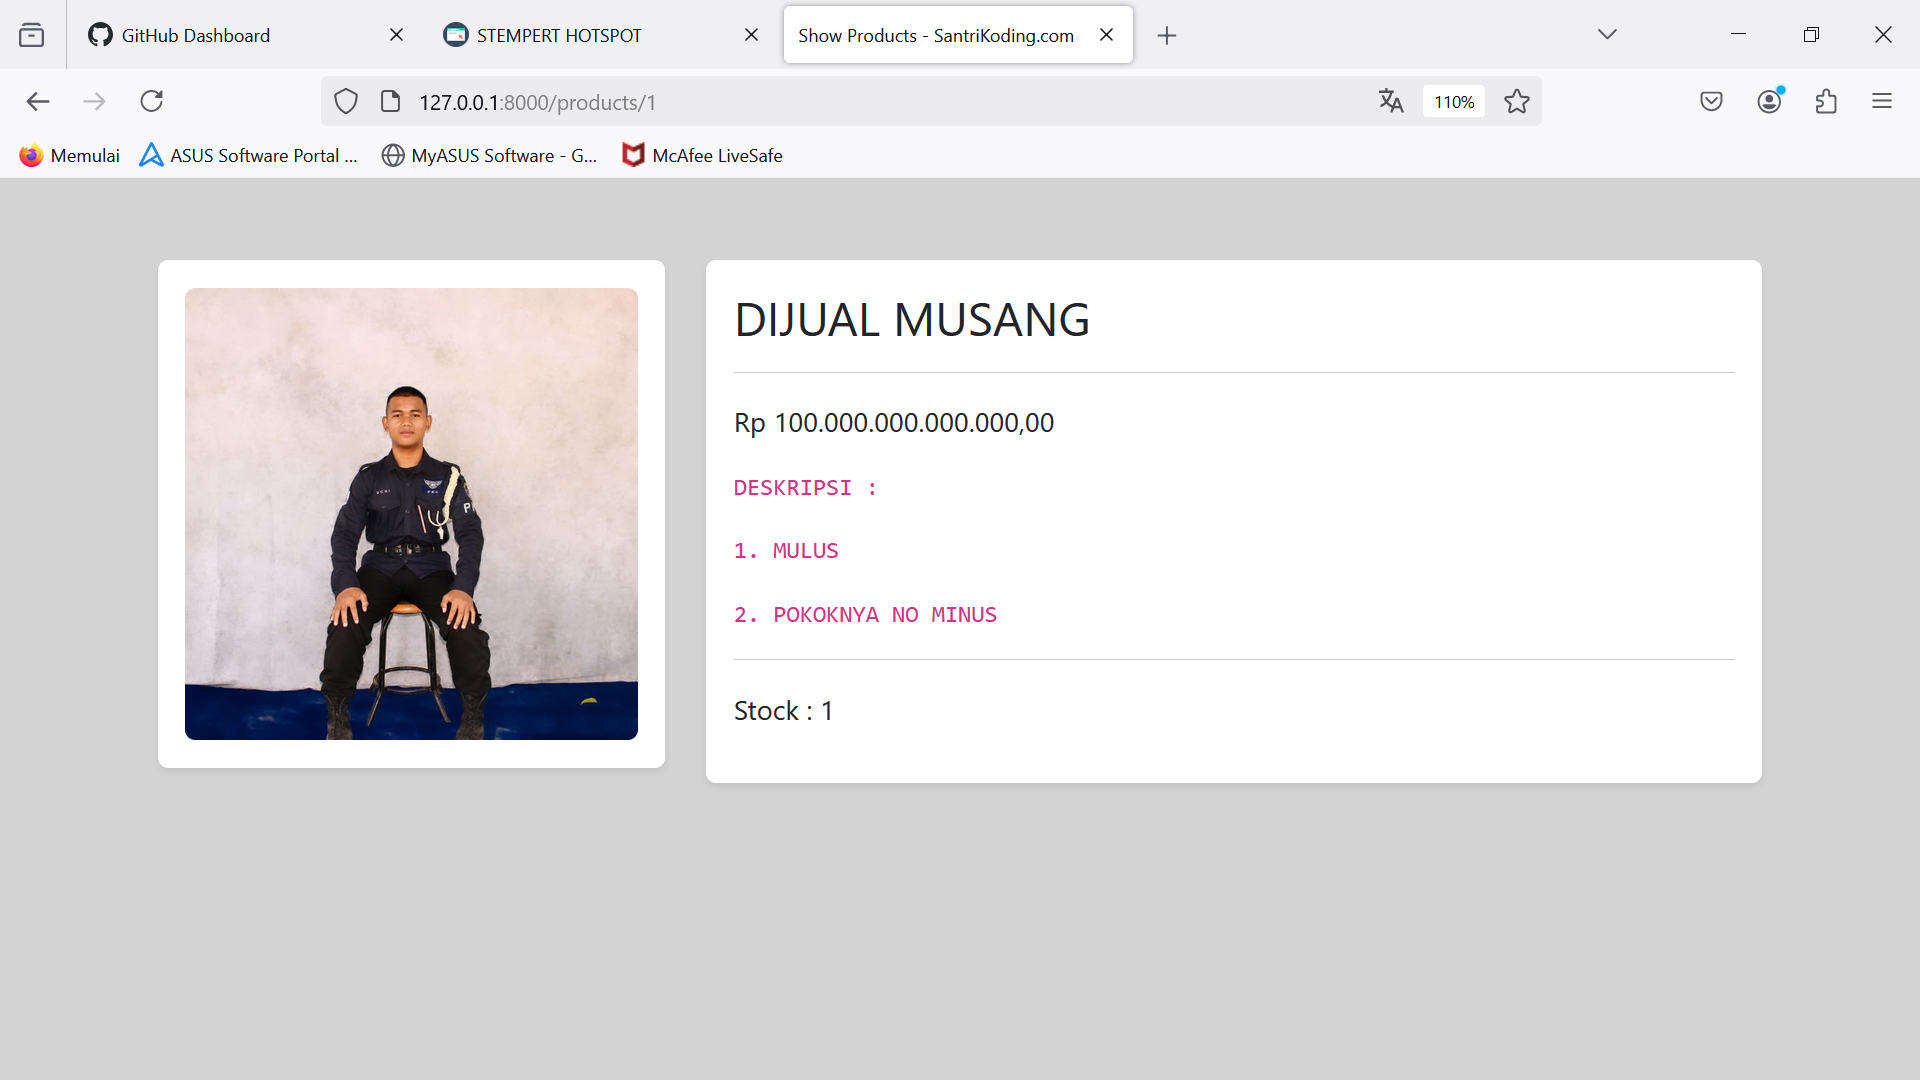 GitHub Dashboard
STEMPERT HOTSPOT
Show Products - SantriKoding.com
127.0.0.1:8000/products/1
110%
Memulai
ASUS Software Portal ...
MyASUS Software - G...
McAfee LiveSafe
DIJUAL MUSANG
Rp 100.000.000.000.000,00
DESKRIPSI :
1. MULUS
2. POKOKNYA NO MINUS
Stock : 1